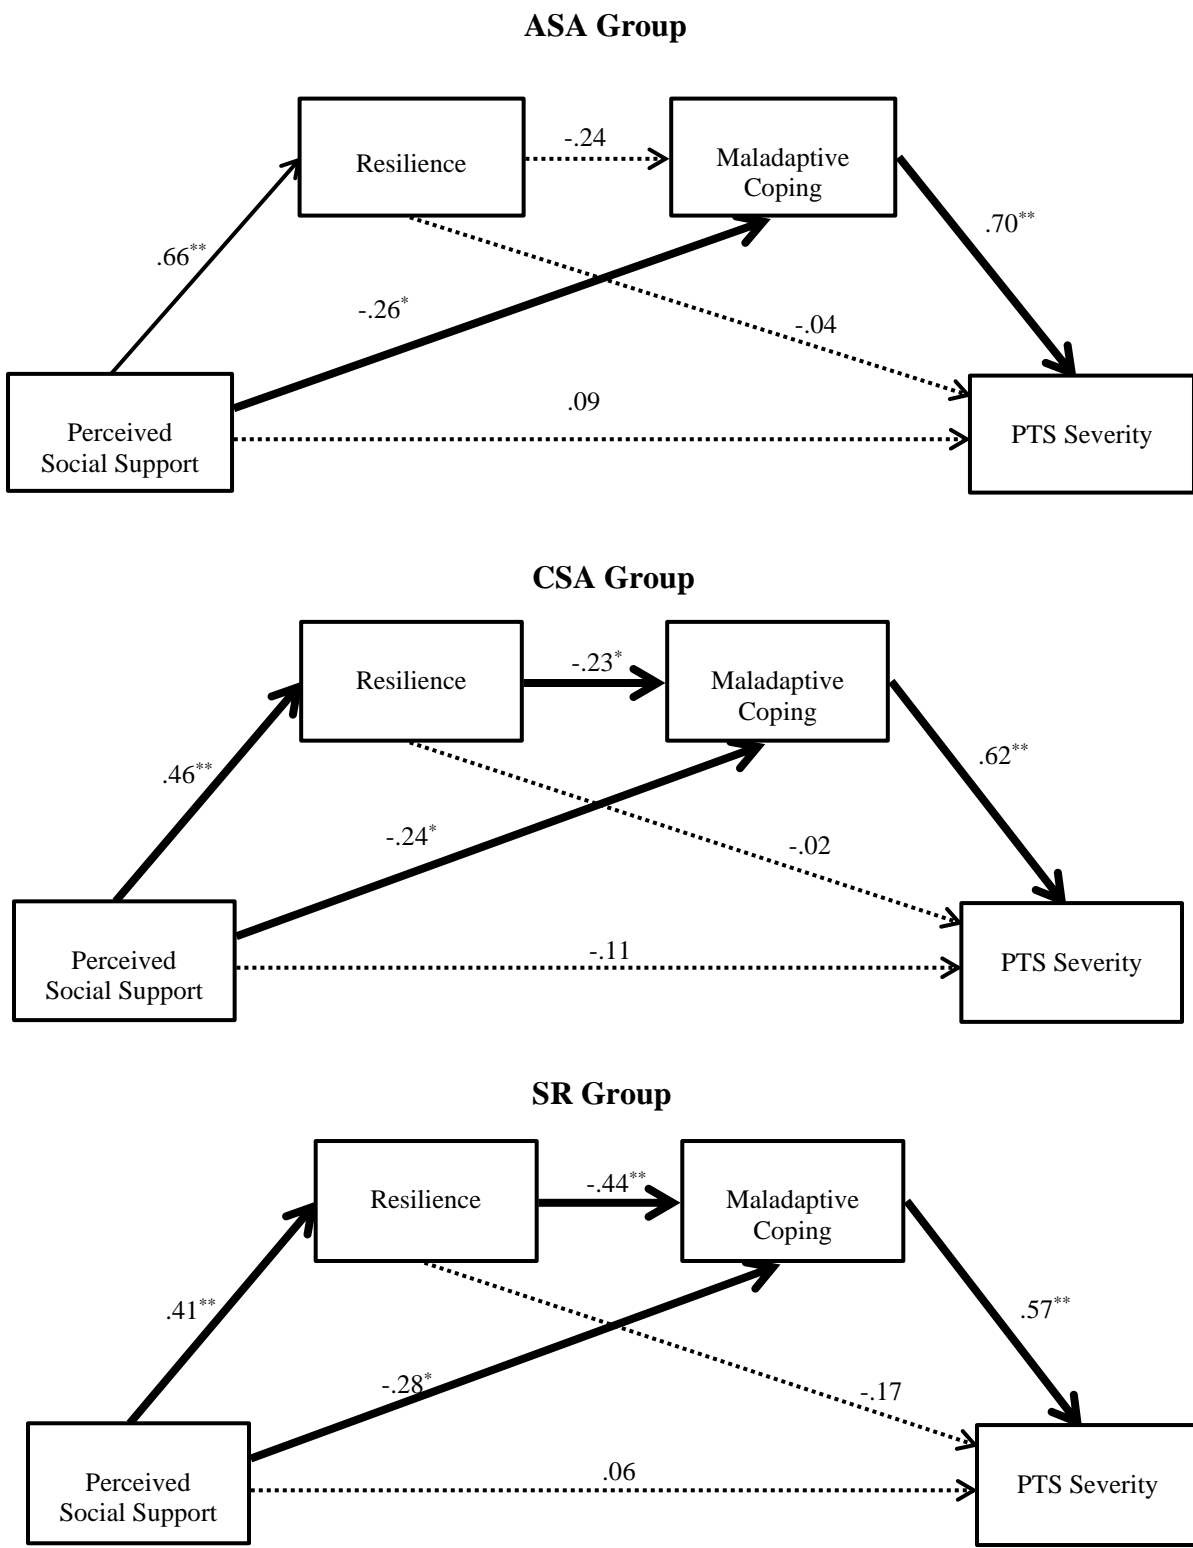 ASA Group
Resilience
-.24
Maladaptive
Coping
.66**
.70**
-.26*
-.04
.09
Perceived
Social Support
PTS Severity
CSA Group
Resilience
-.23*
Maladaptive
Coping
.46**
.62**
-.24*
-.02
-.11
Perceived
Social Support
PTS Severity
SR Group
Resilience
-.44**
Maladaptive
Coping
.41**
.57**
-.28*
-.17
.06
Perceived
Social Support
PTS Severity